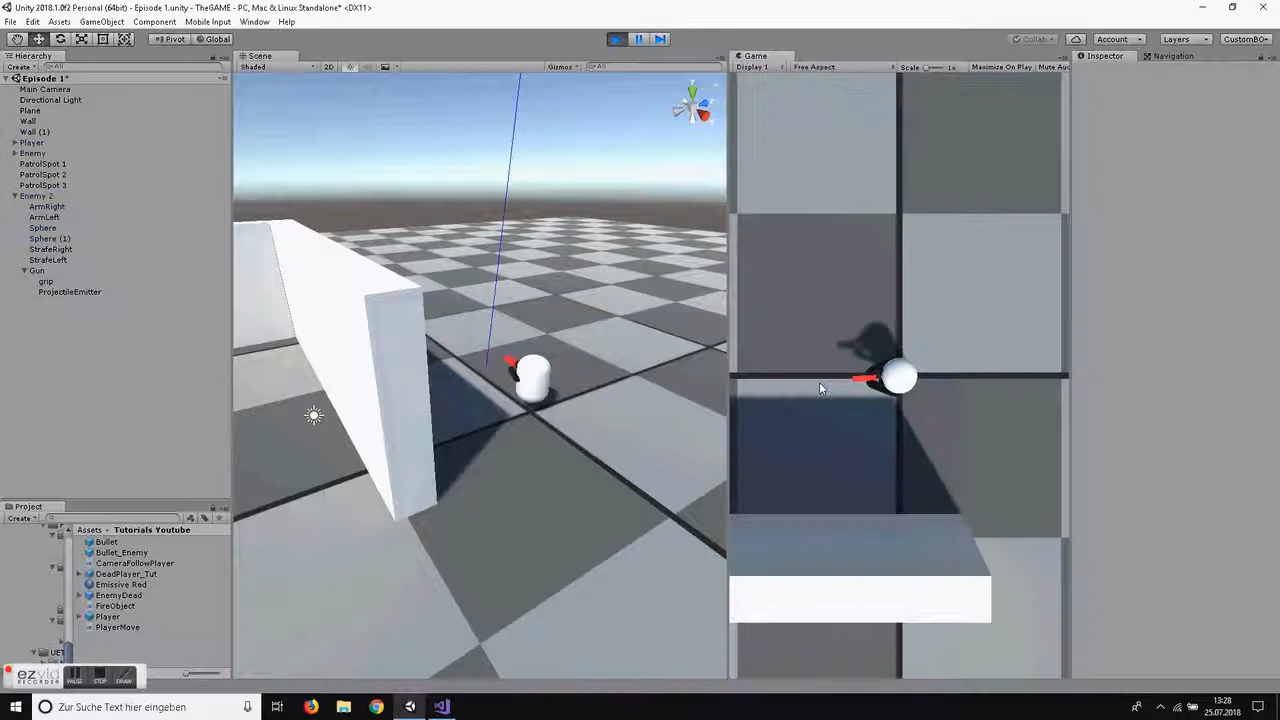 Unity 2018.1.0f2 Personal (64bit) - Episode 1.unity - TheGAME - PC, Mac & Linux Standalone* <DX11>
File Edit Assets GameObject Component Mobile Input Window Help
Pivot Global Collab Account Layers CustomBO
Hierarchy Scene Game Inspector Navigation
Create All Shaded 2D Gizmos All Display 1 Free Aspect Scale 1x Maximize On Play Mute Auc
Episode 1*
Main Camera
Directional Light
Plane
Wall
Wall (1)
Player
Enemy
PatrolSpot 1
PatrolSpot 2
PatrolSpot 3
Enemy 2
ArmRight
ArmLeft
Sphere
Sphere (1)
StrafeRight
StrafeLeft
Gun
grip
ProjectileEmitter
y
Project
Create
Assets Tutorials Youtube
Bullet
Bullet_Enemy
CameraFollowPlayer
DeadPlayer_Tut
Emissive Red
EnemyDead
FireObject
Player
PlayerMove
UET
ezvid
RECORDER
PAUSE STOP DRAW
Zur Suche Text hier eingeben
13:28
25.07.2018